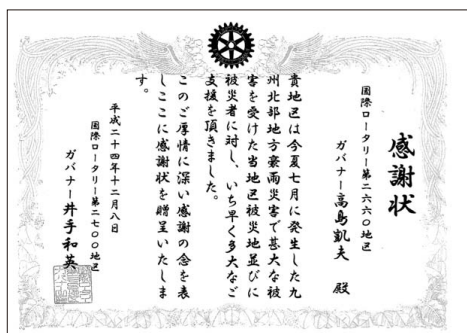 感謝状
国際ロータリー第二六六〇地区
ガバナー高島凱夫 殿
貴地区は今夏七月に発生した九
州北部地方豪雨災害で甚大な被
害を受けた当地区被災地並びに
被災者に対し、いち早く多大なご
支援を頂きました。
このご厚情に深い感謝の念を表
しここに感謝状を贈呈いたしま
す。
平成二十四年十二月八日
国際ロータリー第二七〇〇地区
ガバナー井手和英